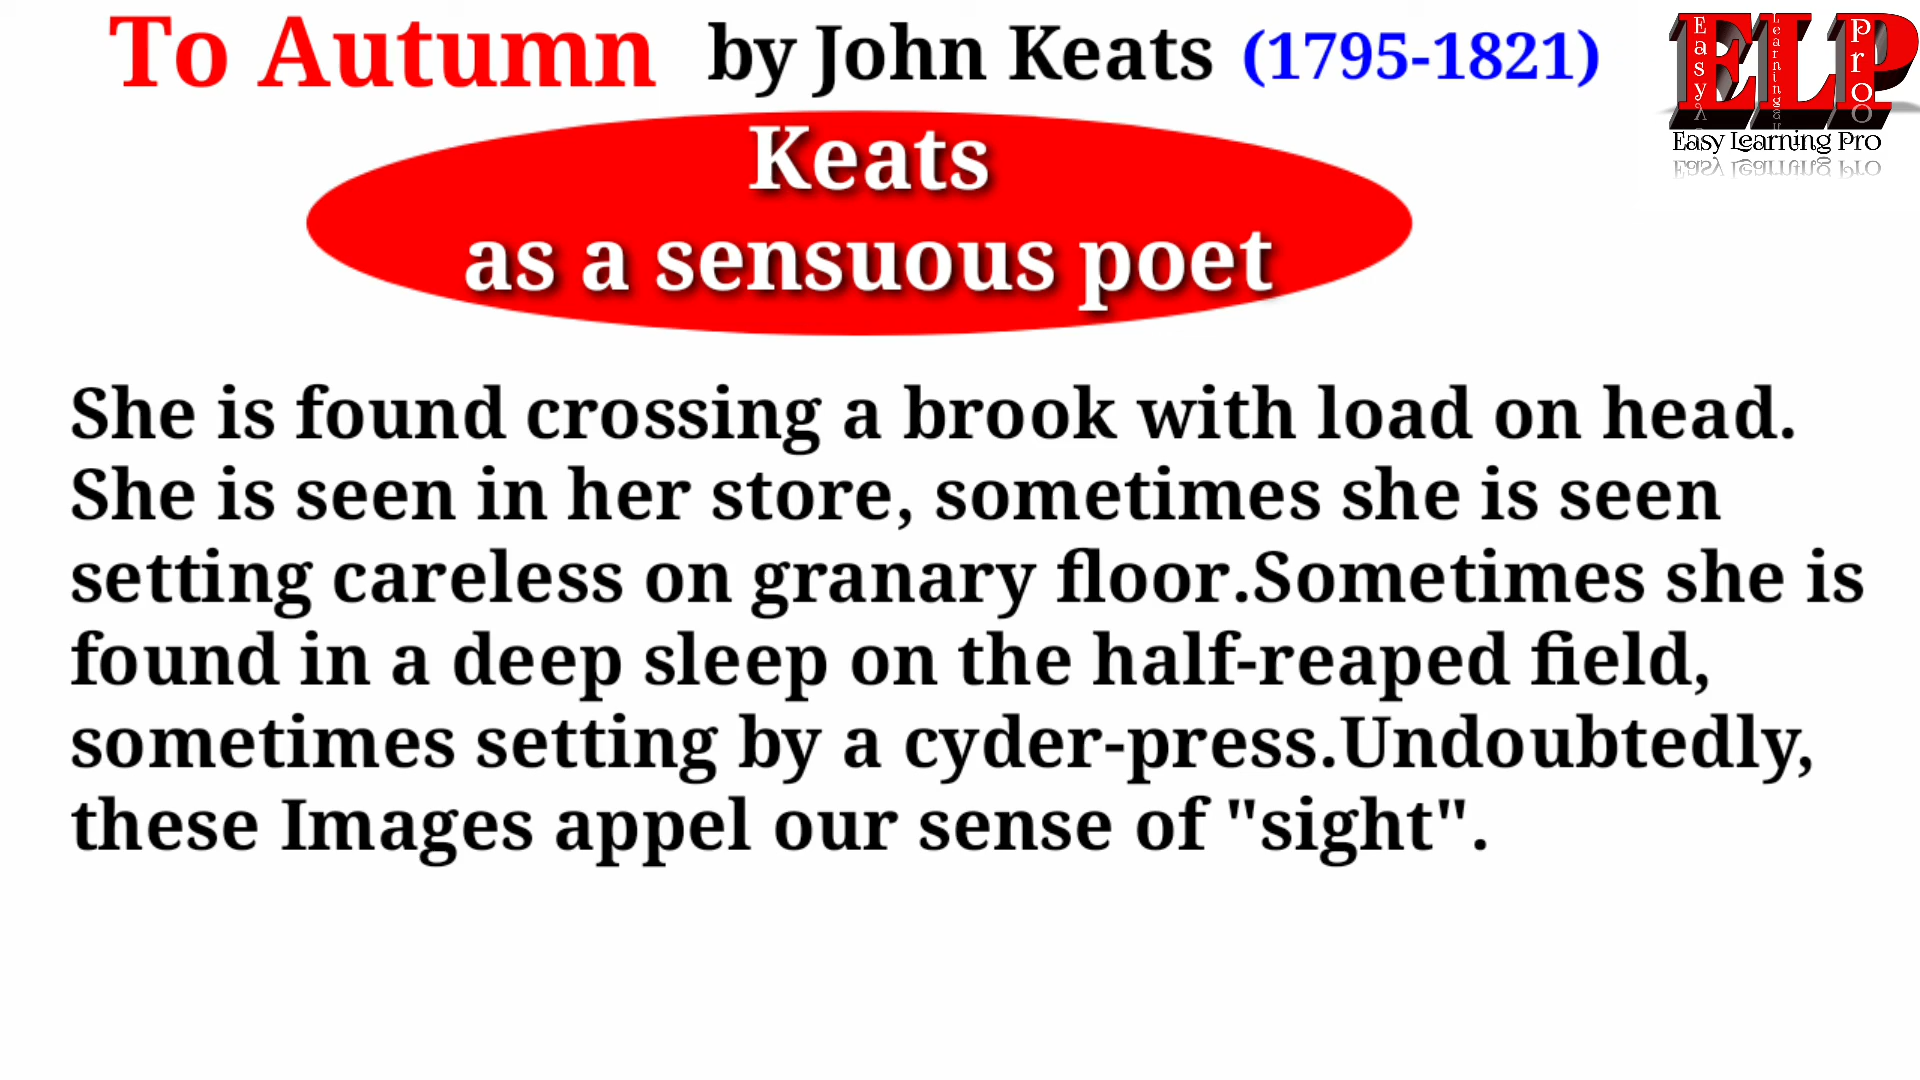 To Autumn by John Keats (1795-1821)
ELP
Easy Learning Pro
Easy Learning Pro
Keats
as a sensuous poet
She is found crossing a brook with load on head.
She is seen in her store, sometimes she is seen
setting careless on granary floor.Sometimes she is
found in a deep sleep on the half-reaped field,
sometimes setting by a cyder-press.Undoubtedly,
these Images appel our sense of "sight".